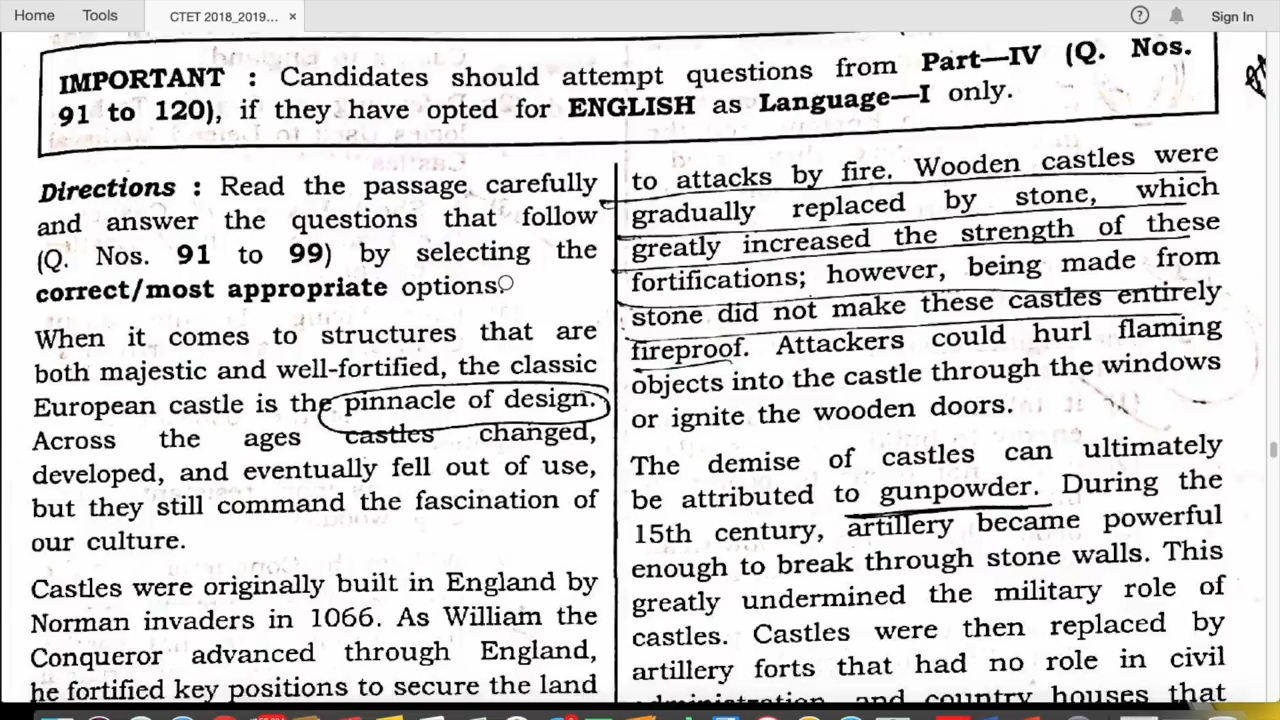 Home
Tools
CTET 2018_2019...
×
?
Sign In
IMPORTANT : Candidates should attempt questions from Part—IV (Q. Nos.
91 to 120), if they have opted for ENGLISH as Language—I only.
Directions : Read the passage carefully
and answer the questions that follow
(Q. Nos. 91 to 99) by selecting the
correct/most appropriate options.
When it comes to structures that are
both majestic and well-fortified, the classic
European castle is the pinnacle of design.
Across the ages castles changed,
developed, and eventually fell out of use,
but they still command the fascination of
our culture.
Castles were originally built in England by
Norman invaders in 1066. As William the
Conqueror advanced through England,
he fortified key positions to secure the land
to attacks by fire. Wooden castles were
gradually replaced by stone, which
greatly increased the strength of these
fortifications; however, being made from
stone did not make these castles entirely
fireproof. Attackers could hurl flaming
objects into the castle through the windows
or ignite the wooden doors.
The demise of castles can ultimately
be attributed to gunpowder. During the
15th century, artillery became powerful
enough to break through stone walls. This
greatly undermined the military role of
castles. Castles were then replaced by
artillery forts that had no role in civil
administration, and country houses that